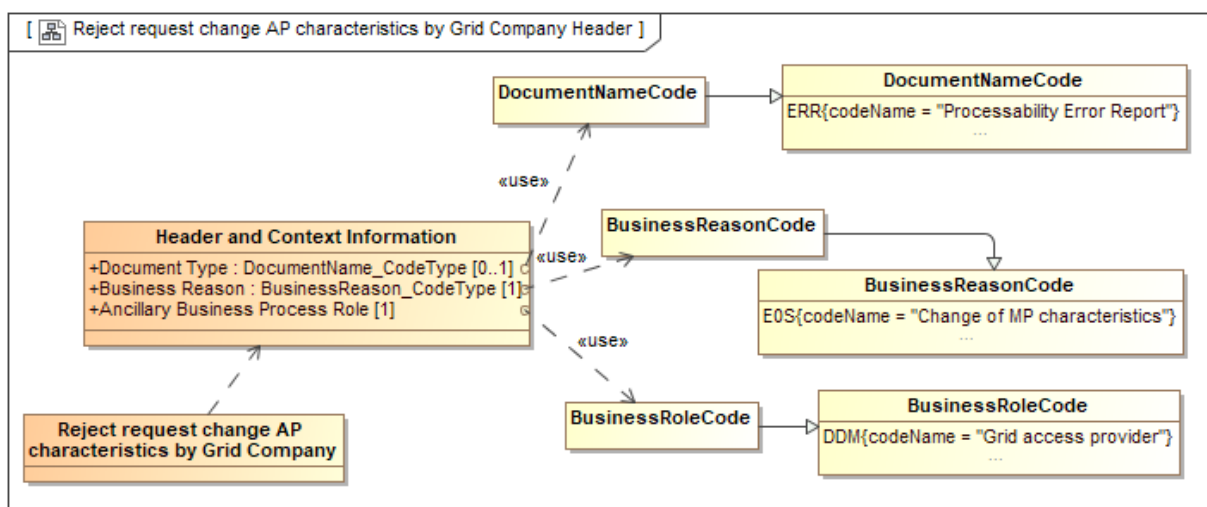 [ Reject request change AP characteristics by Grid Company Header ]
DocumentNameCode
DocumentNameCode
ERR{codeName = "Processability Error Report"}
...
«use»
Header and Context Information
+Document Type : DocumentName_CodeType [0..1]
+Business Reason : BusinessReason_CodeType [1]
+Ancillary Business Process Role [1]
«use»
BusinessReasonCode
BusinessReasonCode
E0S{codeName = "Change of MP characteristics"}
...
«use»
BusinessRoleCode
BusinessRoleCode
DDM{codeName = "Grid access provider"}
...
Reject request change AP
characteristics by Grid Company